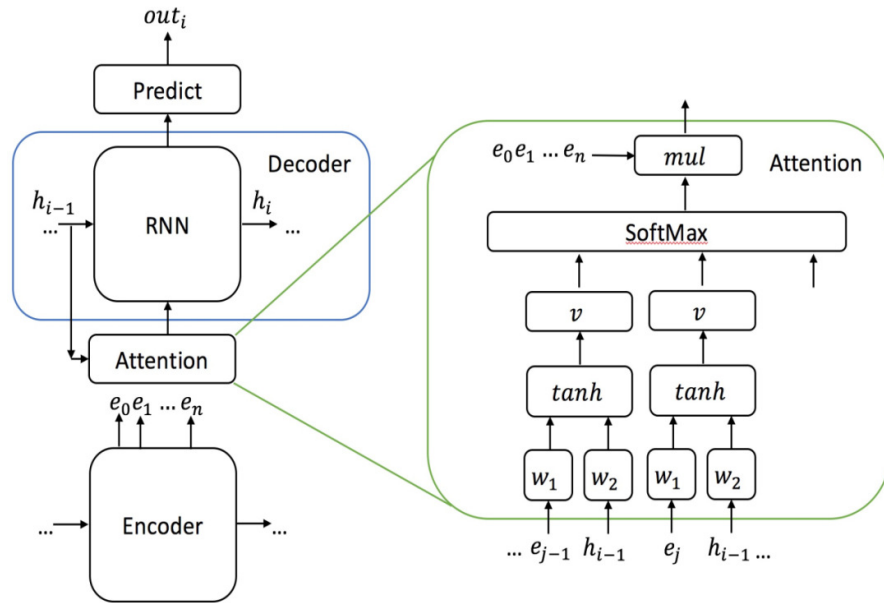 out_i
Predict
Decoder
h_{i-1}
...
RNN
h_i
...
Attention
e_0 e_1 ... e_n
...
Encoder
...
Attention
e_0 e_1 ... e_n
mul
SoftMax
v v
tanh tanh
w_1 w_2 w_1 w_2
... e_{j-1} h_{i-1} e_j h_{i-1} ...